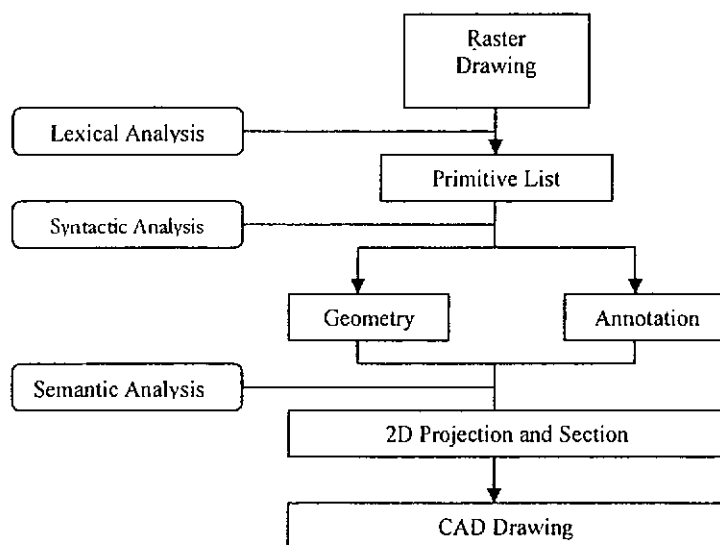 Raster
Drawing
Lexical Analysis
Primitive List
Syntactic Analysis
Geometry
Annotation
Semantic Analysis
2D Projection and Section
CAD Drawing